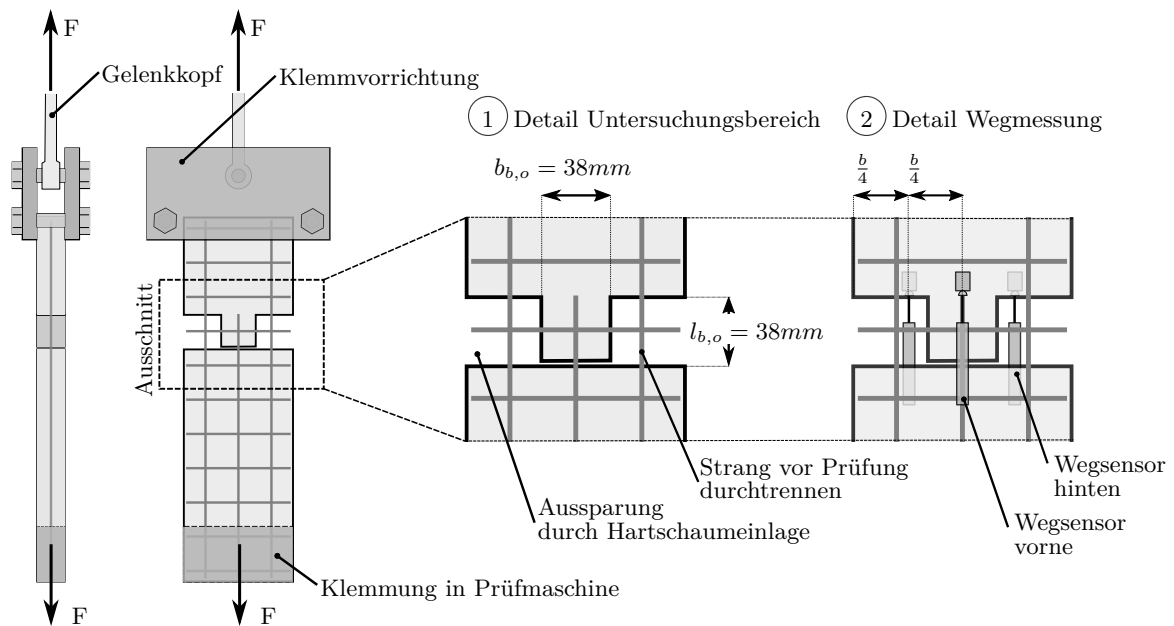 F
F
Gelenkkopf
Klemmvorrichtung
1 Detail Untersuchungsbereich
2 Detail Wegmessung
b_{b,o} = 38mm
b/4
b/4
Ausschnitt
l_{b,o} = 38mm
Strang vor Prüfung
durchtrennen
Wegsensor
hinten
Aussparung
durch Hartschaumeinlage
Wegsensor
vorne
Klemmung in Prüfmaschine
F
F